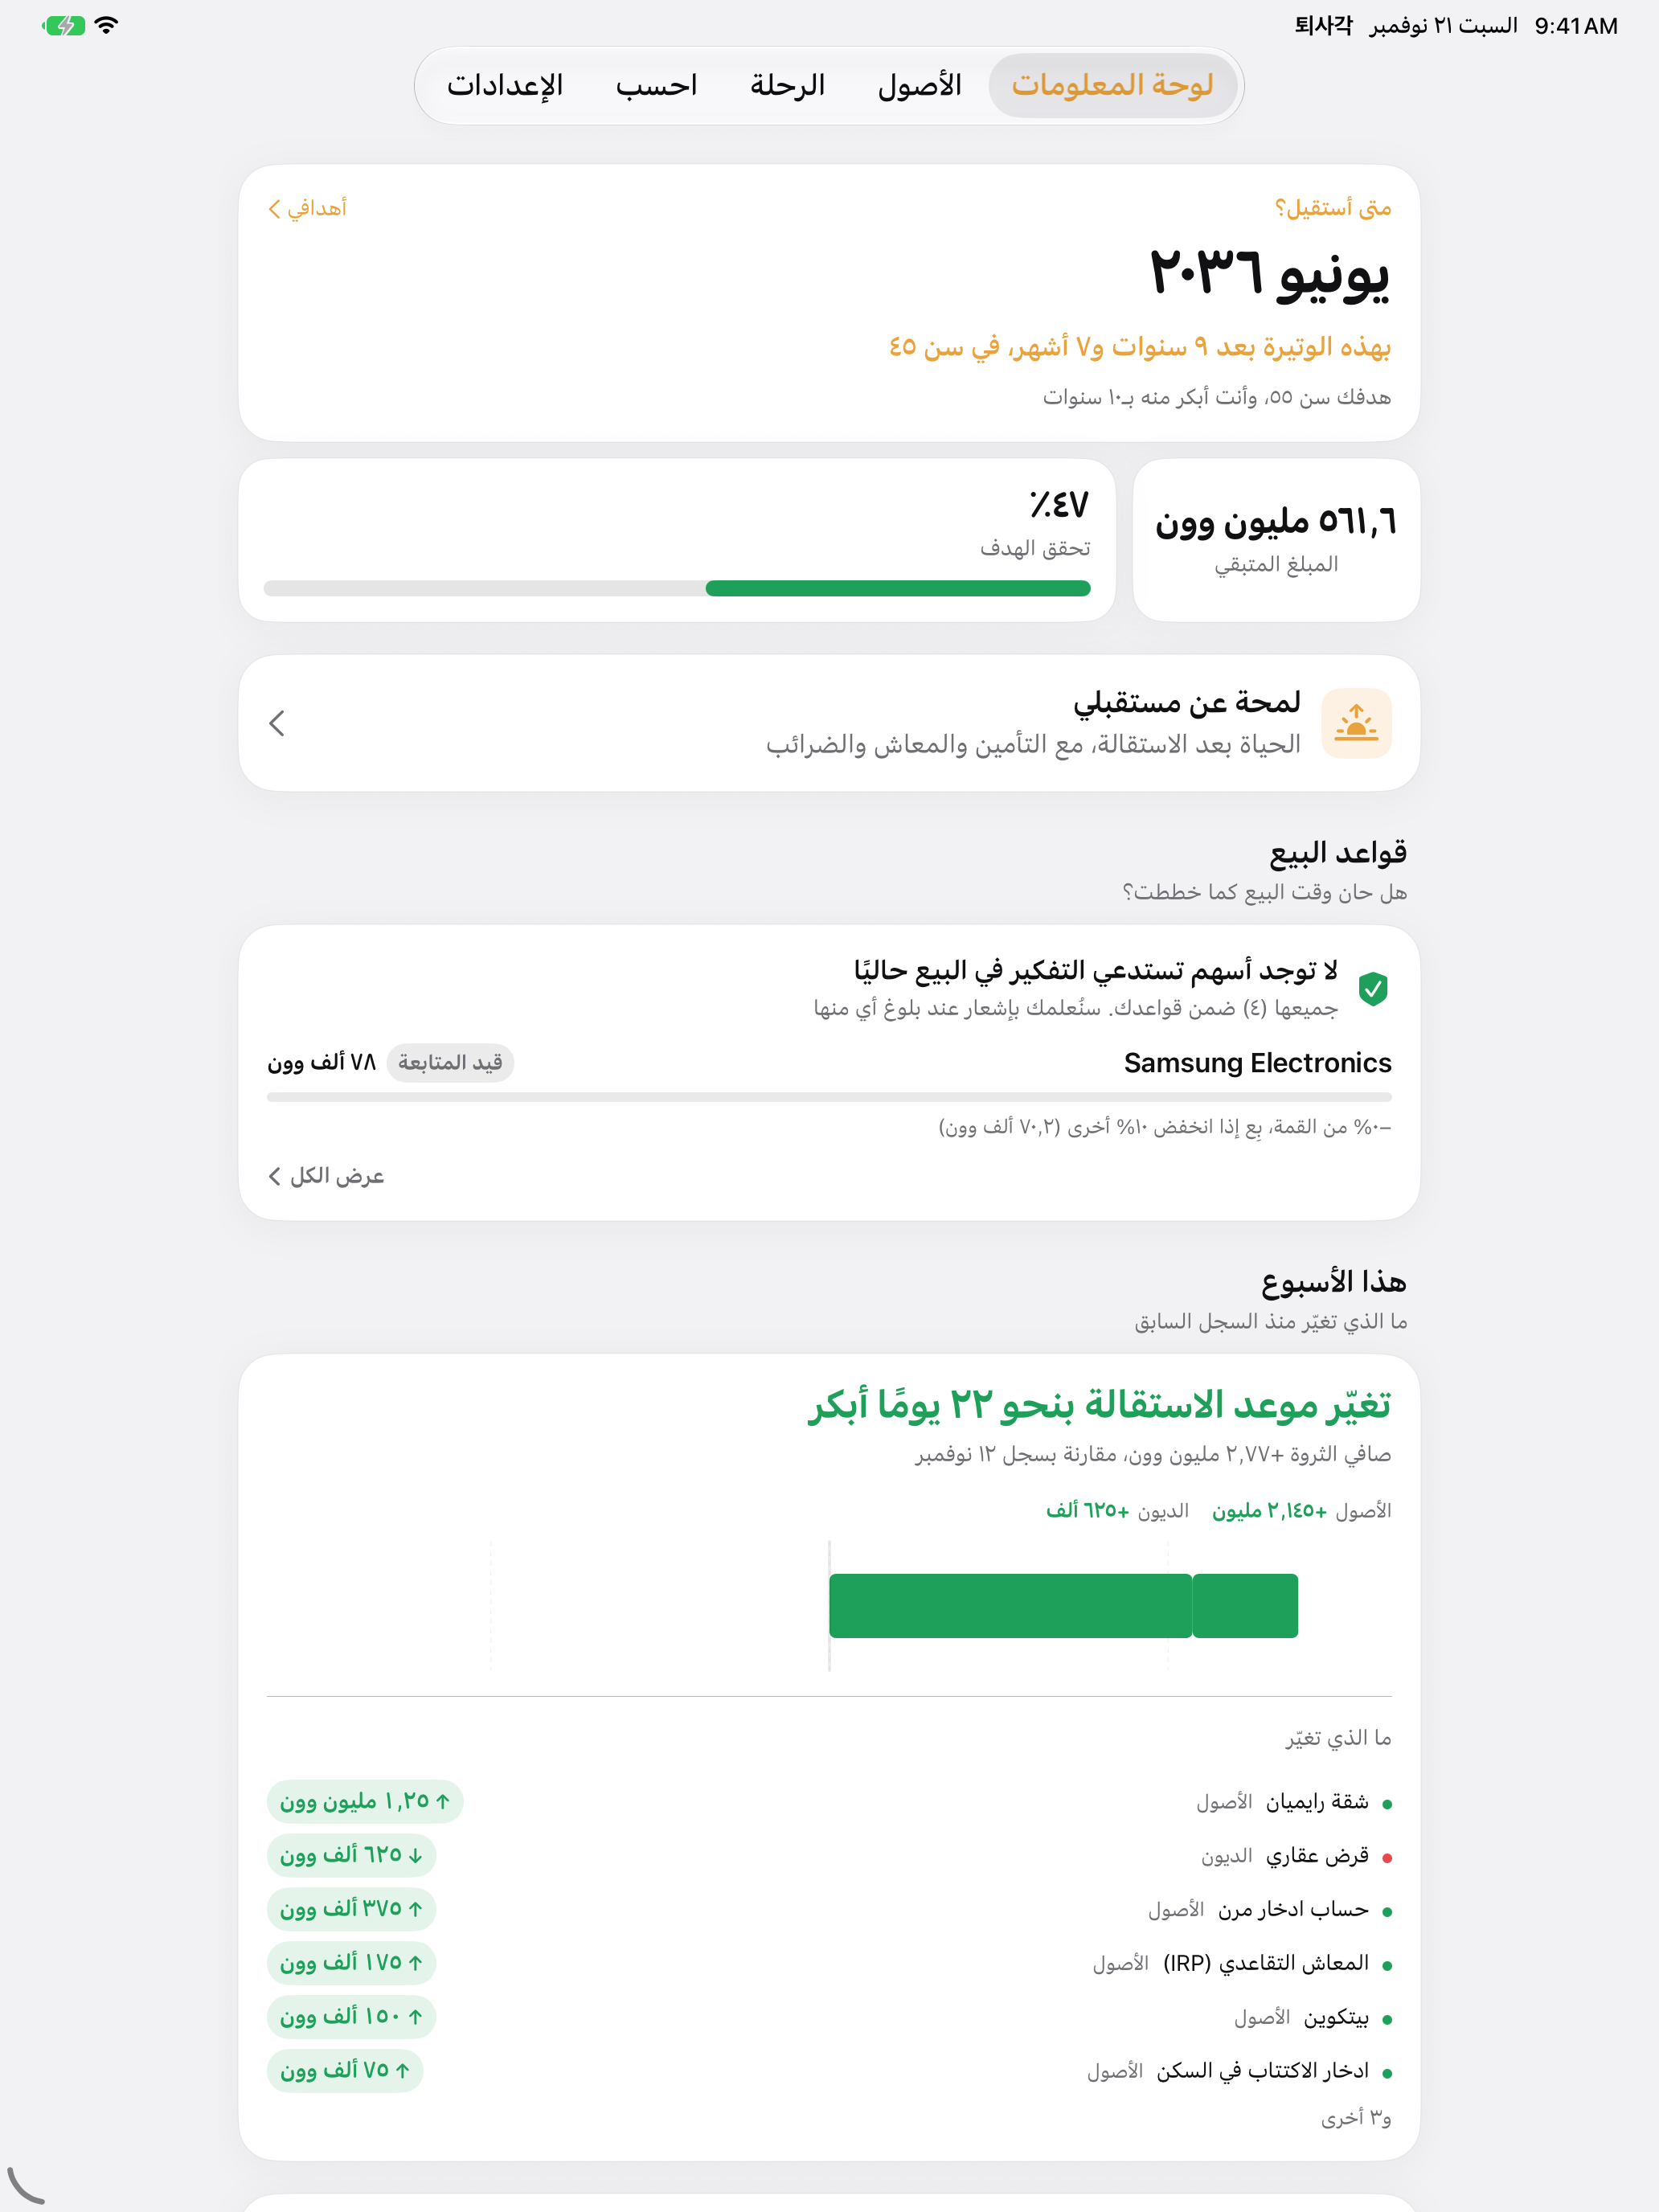 9:41 AM السبت ٢١ نوفمبر 퇴사각
لوحة المعلومات
الأصول
الرحلة
احسب
الإعدادات
متى أستقيل؟
أهدافي
يونيو ٢٠٣٦
بهذه الوتيرة بعد ٩ سنوات و٧ أشهر، في سن ٤٥
هدفك سن ٥٥، وأنت أبكر منه بـ١٠ سنوات
٥٦١,٦ مليون وون
المبلغ المتبقي
٤٧٪
تحقق الهدف
لمحة عن مستقبلي
الحياة بعد الاستقالة، مع التأمين والمعاش والضرائب
قواعد البيع
هل حان وقت البيع كما خططت؟
لا توجد أسهم تستدعي التفكير في البيع حاليًا
جميعها (٤) ضمن قواعدك. سنُعلمك بإشعار عند بلوغ أي منها
Samsung Electronics
قيد المتابعة
٧٨ ألف وون
−٠% من القمة، بِع إذا انخفض ١٠% أخرى (٧٠,٢ ألف وون)
عرض الكل
هذا الأسبوع
ما الذي تغيّر منذ السجل السابق
تغيّر موعد الاستقالة بنحو ٢٢ يومًا أبكر
صافي الثروة +٢,٧٧ مليون وون، مقارنة بسجل ١٢ نوفمبر
الأصول +٢,١٤٥ مليون الديون +٦٢٥ ألف
ما الذي تغيّر
شقة رايميان الأصول ↑ ١,٢٥ مليون وون
قرض عقاري الديون ↓ ٦٢٥ ألف وون
حساب ادخار مرن الأصول ↑ ٣٧٥ ألف وون
المعاش التقاعدي (IRP) الأصول ↑ ١٧٥ ألف وون
بيتكوين الأصول ↑ ١٥٠ ألف وون
ادخار الاكتتاب في السكن الأصول ↑ ٧٥ ألف وون
و٣ أخرى